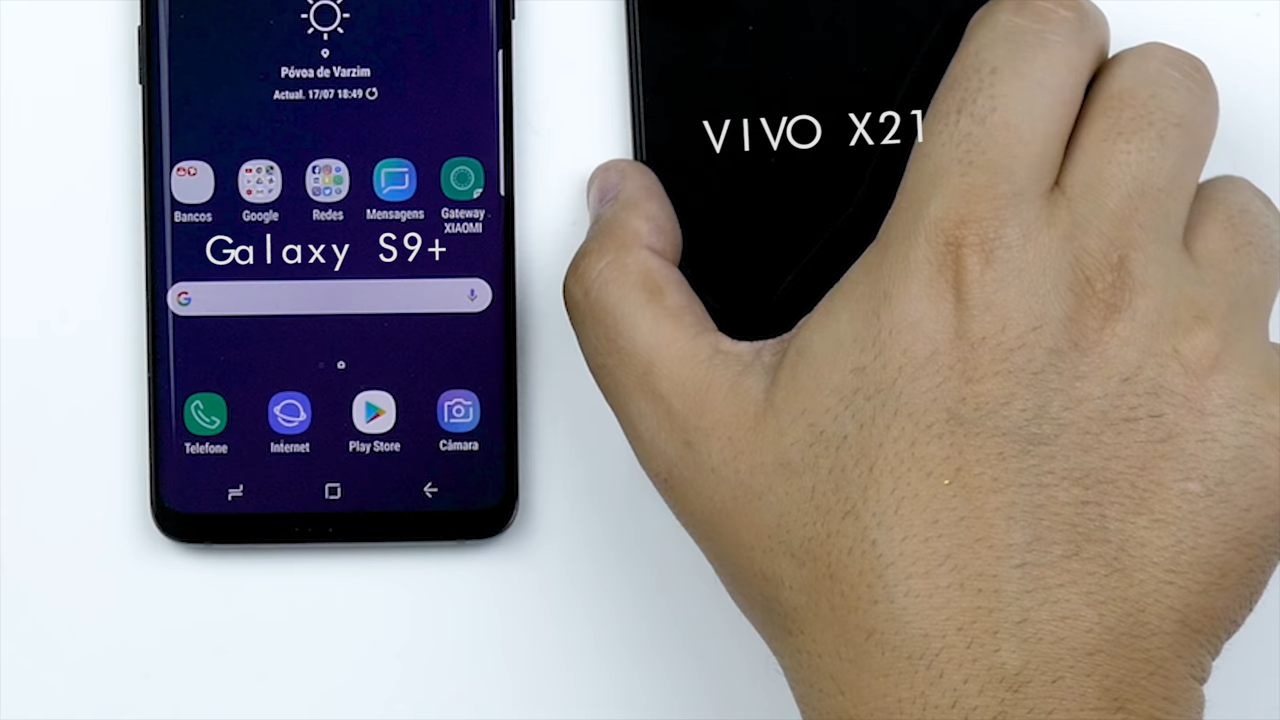 Póvoa de Varzim
Actual. 17/07 18:49
Bancos
Google
Redes
Mensagens
Gateway
XIAOMI
Galaxy S9+
G
Telefone
Internet
Play Store
Câmara
VIVO X21